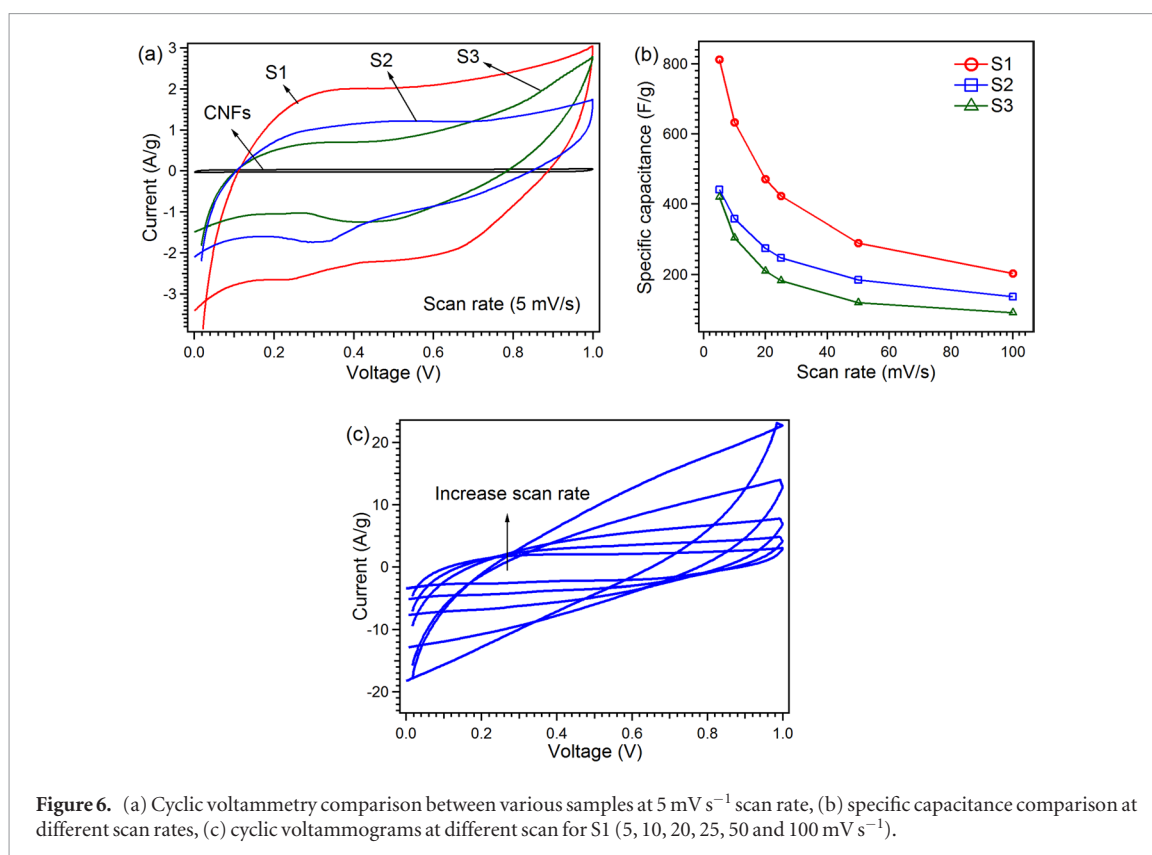 (a)
3
2
1
0
-1
-2
-3
Current (A/g)
S1
S2
S3
CNFs
Scan rate (5 mV/s)
0.0 0.2 0.4 0.6 0.8 1.0
Voltage (V)
(b)
800
600
400
200
Specific capacitance (F/g)
S1
S2
S3
0 20 40 60 80 100
Scan rate (mV/s)
(c)
20
10
0
-10
-20
Current (A/g)
Increase scan rate
0.0 0.2 0.4 0.6 0.8 1.0
Voltage (V)
Figure 6. (a) Cyclic voltammetry comparison between various samples at 5 mV s⁻¹ scan rate, (b) specific capacitance comparison at
different scan rates, (c) cyclic voltammograms at different scan for S1 (5, 10, 20, 25, 50 and 100 mV s⁻¹).